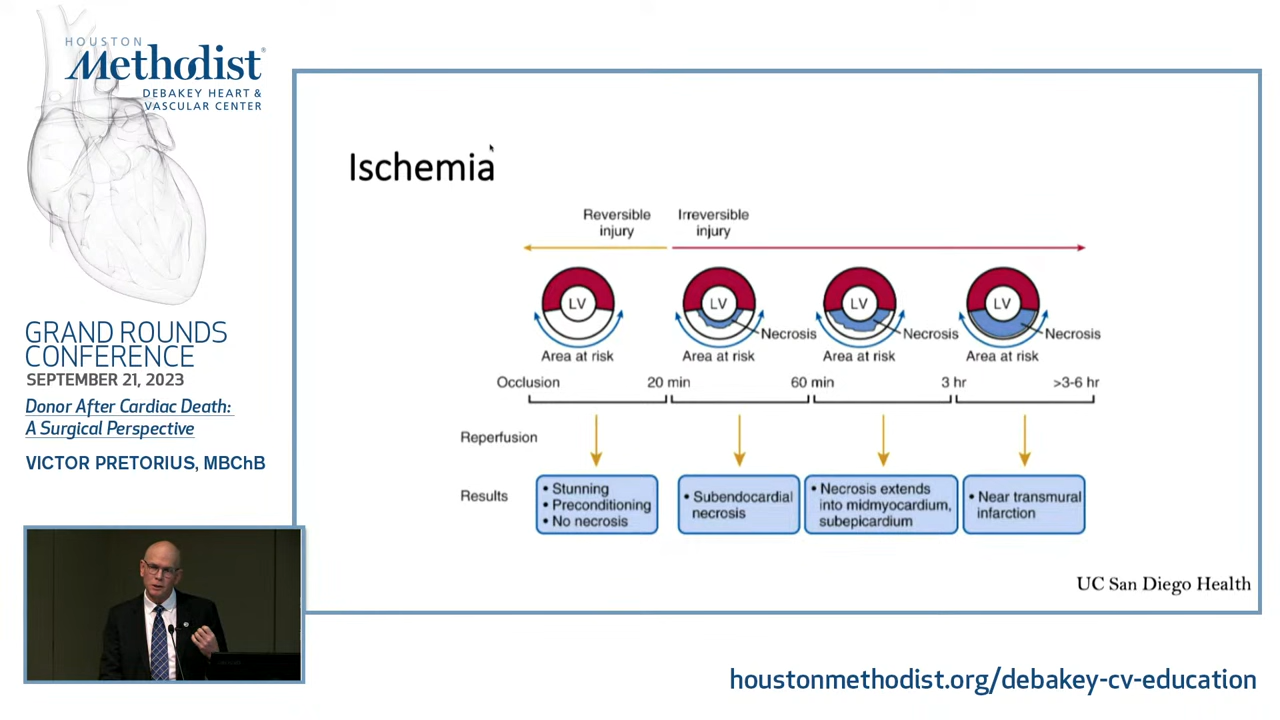 HOUSTON
Methodist®
DEBAKEY HEART &
VASCULAR CENTER
GRAND ROUNDS
CONFERENCE
SEPTEMBER 21, 2023
Donor After Cardiac Death:
A Surgical Perspective
VICTOR PRETORIUS, MBChB
Ischemia
Reversible
injury
Irreversible
injury
LV
LV
LV
LV
Necrosis
Necrosis
Necrosis
Area at risk
Area at risk
Area at risk
Area at risk
Occlusion
20 min
60 min
3 hr
>3-6 hr
Reperfusion
Results
• Stunning
• Preconditioning
• No necrosis
• Subendocardial
necrosis
• Necrosis extends
into midmyocardium,
subepicardium
• Near transmural
infarction
UC San Diego Health
houstonmethodist.org/debakey-cv-education